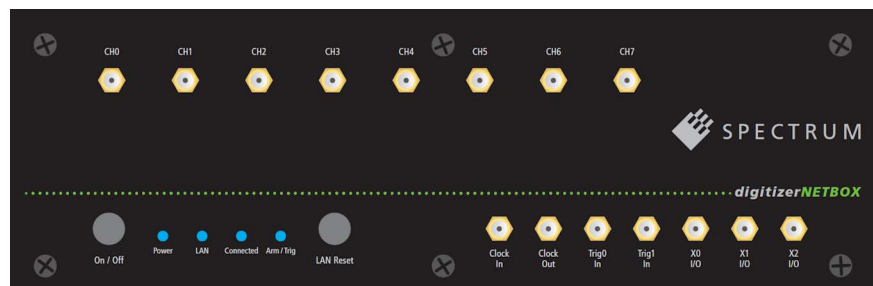 CH0 CH1 CH2 CH3 CH4 CH5 CH6 CH7
SPECTRUM
digitizerNETBOX
On / Off
Power
LAN
Connected
Arm / Trig
LAN Reset
Clock
In
Clock
Out
Trig0
In
Trig1
In
X0
I/O
X1
I/O
X2
I/O